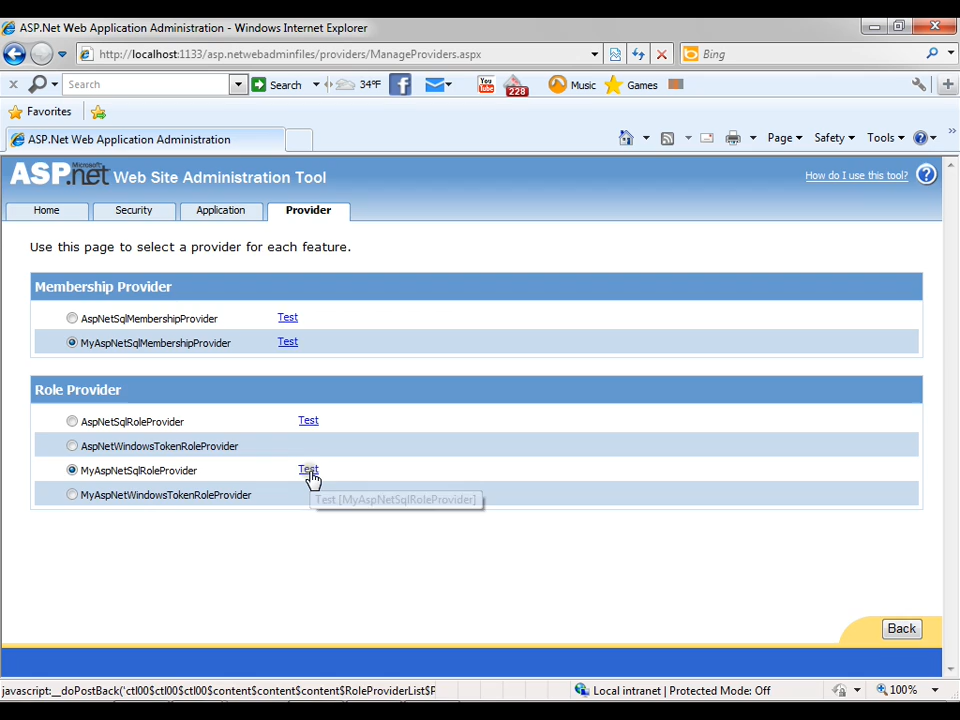 ASP.Net Web Application Administration - Windows Internet Explorer
http://localhost:1133/asp.netwebadminfiles/providers/ManageProviders.aspx
Bing
Search
Search
34°F
228
You Tube
Music
Games
Favorites
ASP.Net Web Application Administration
Page
Safety
Tools
Microsoft
ASP.net Web Site Administration Tool
How do I use this tool?
Home
Security
Application
Provider
Use this page to select a provider for each feature.
Membership Provider
AspNetSqlMembershipProvider Test
MyAspNetSqlMembershipProvider Test
Role Provider
AspNetSqlRoleProvider Test
AspNetWindowsTokenRoleProvider
MyAspNetSqlRoleProvider Test
MyAspNetWindowsTokenRoleProvider
Test [MyAspNetSqlRoleProvider]
Back
javascript:__doPostBack('ctl00$ctl00$ctl00$content$content$content$RoleProviderList$P
Local intranet | Protected Mode: Off
100%